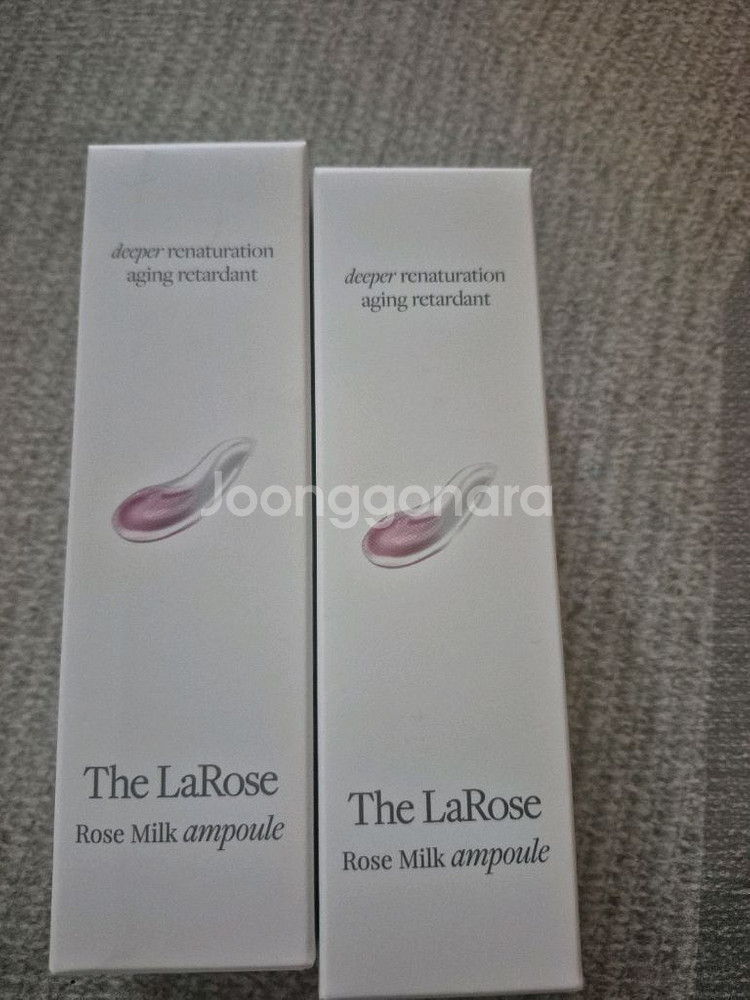 deeper renaturation
aging retardant
The LaRose
Rose Milk ampoule
deeper renaturation
aging retardant
The LaRose
Rose Milk ampoule
Joonggonara